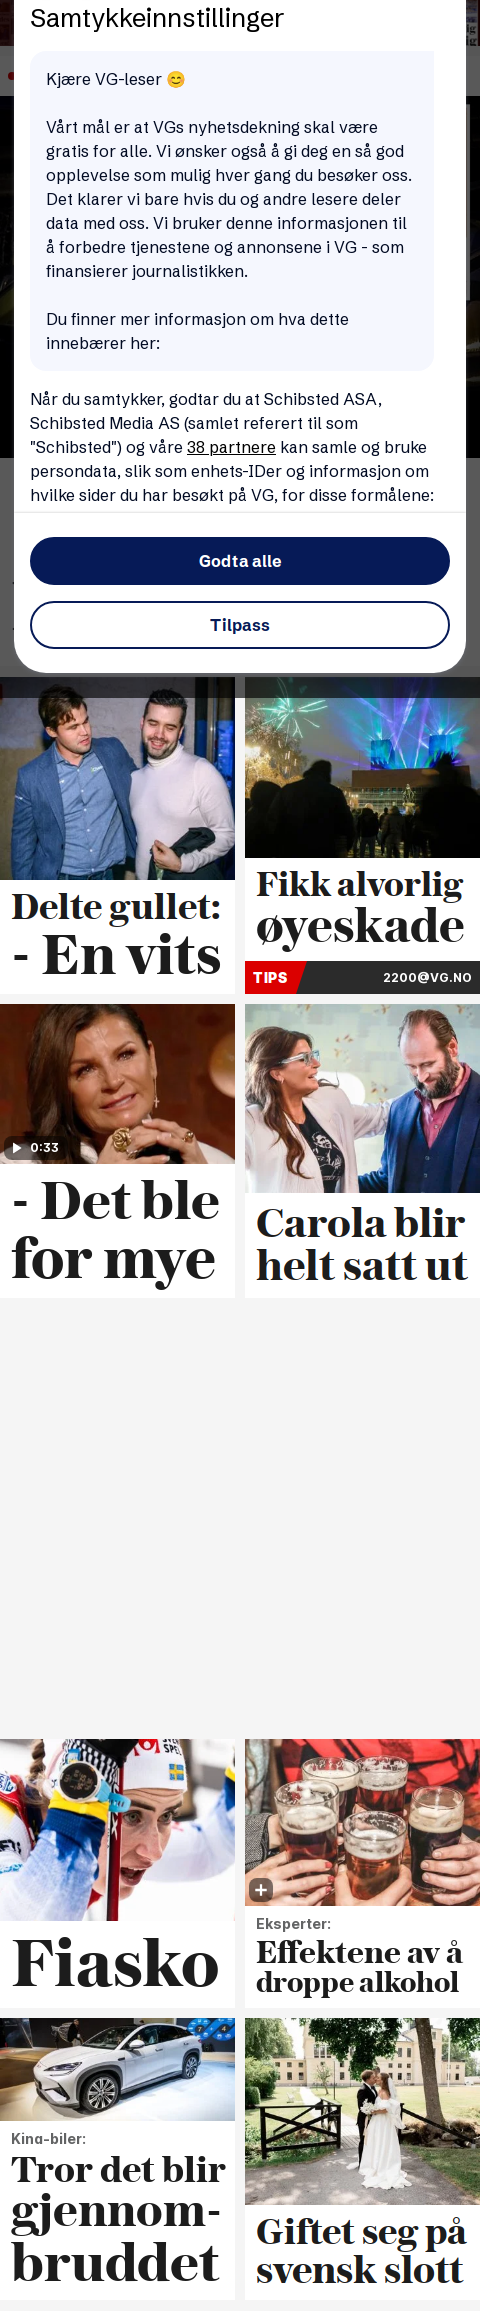 Samtykkeinnstillinger
Kjære VG-leser 😊
Vårt mål er at VGs nyhetsdekning skal være
gratis for alle. Vi ønsker også å gi deg en så god
opplevelse som mulig hver gang du besøker oss.
Det klarer vi bare hvis du og andre lesere deler
data med oss. Vi bruker denne informasjonen til
å forbedre tjenestene og annonsene i VG - som
finansierer journalistikken.
Du finner mer informasjon om hva dette
innebærer her:
Når du samtykker, godtar du at Schibsted ASA,
Schibsted Media AS (samlet referert til som
"Schibsted") og våre 38 partnere kan samle og bruke
persondata, slik som enhets-IDer og informasjon om
hvilke sider du har besøkt på VG, for disse formålene:
Godta alle
Tilpass
Delte gullet:
- En vits
Fikk alvorlig
øyeskade
TIPS 2200@VG.NO
0:33
- Det ble
for mye
Carola blir
helt satt ut
Fiasko
Eksperter:
Effektene av å
droppe alkohol
Kina-biler:
Tror det blir
gjennom-
bruddet
Giftet seg på
svensk slott